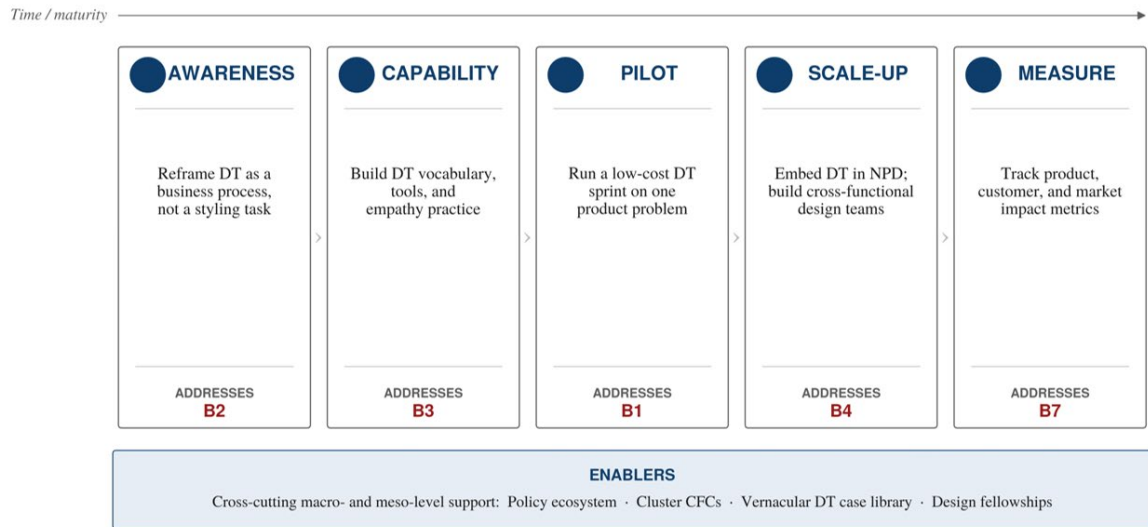 Time / maturity
AWARENESS
Reframe DT as a
business process,
not a styling task
ADDRESSES
B2
CAPABILITY
Build DT vocabulary,
tools, and
empathy practice
ADDRESSES
B3
PILOT
Run a low-cost DT
sprint on one
product problem
ADDRESSES
B1
SCALE-UP
Embed DT in NPD;
build cross-functional
design teams
ADDRESSES
B4
MEASURE
Track product,
customer, and market
impact metrics
ADDRESSES
B7
ENABLERS
Cross-cutting macro- and meso-level support: Policy ecosystem · Cluster CFCs · Vernacular DT case library · Design fellowships